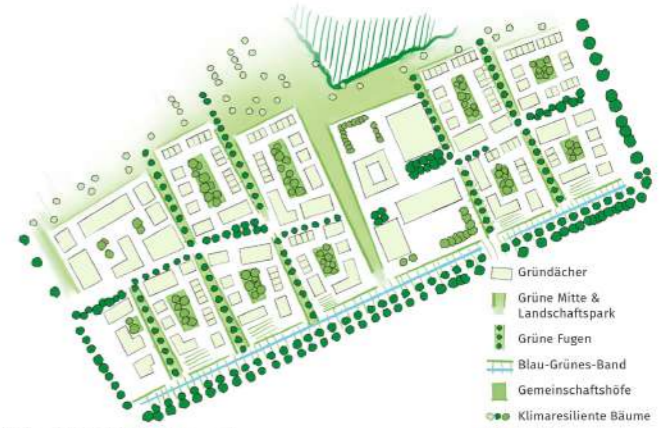 Gründächer
Grüne Mitte &
Landschaftspark
Grüne Fugen
Blau-Grünes-Band
Gemeinschaftshöfe
Klimaresiliente Bäume